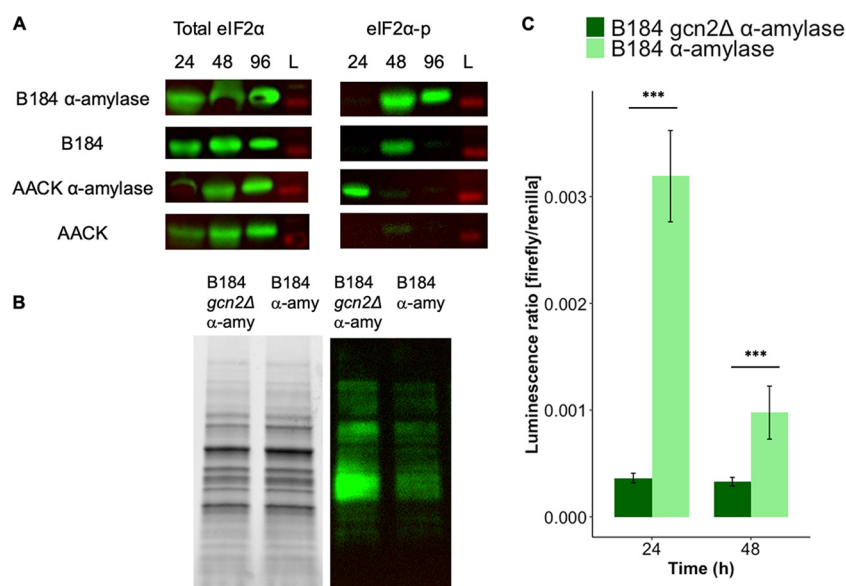 A
Total eIF2α
eIF2α-p
24 48 96 L
24 48 96 L
B184 α-amylase
B184
AACK α-amylase
AACK
B
B184
gcn2Δ
α-amy
B184
α-amy
B184
gcn2Δ
α-amy
B184
α-amy
C
B184 gcn2Δ α-amylase
B184 α-amylase
Luminescence ratio [firefly/renilla]
***
0.003
0.002
***
0.001
0.000
24 48
Time (h)